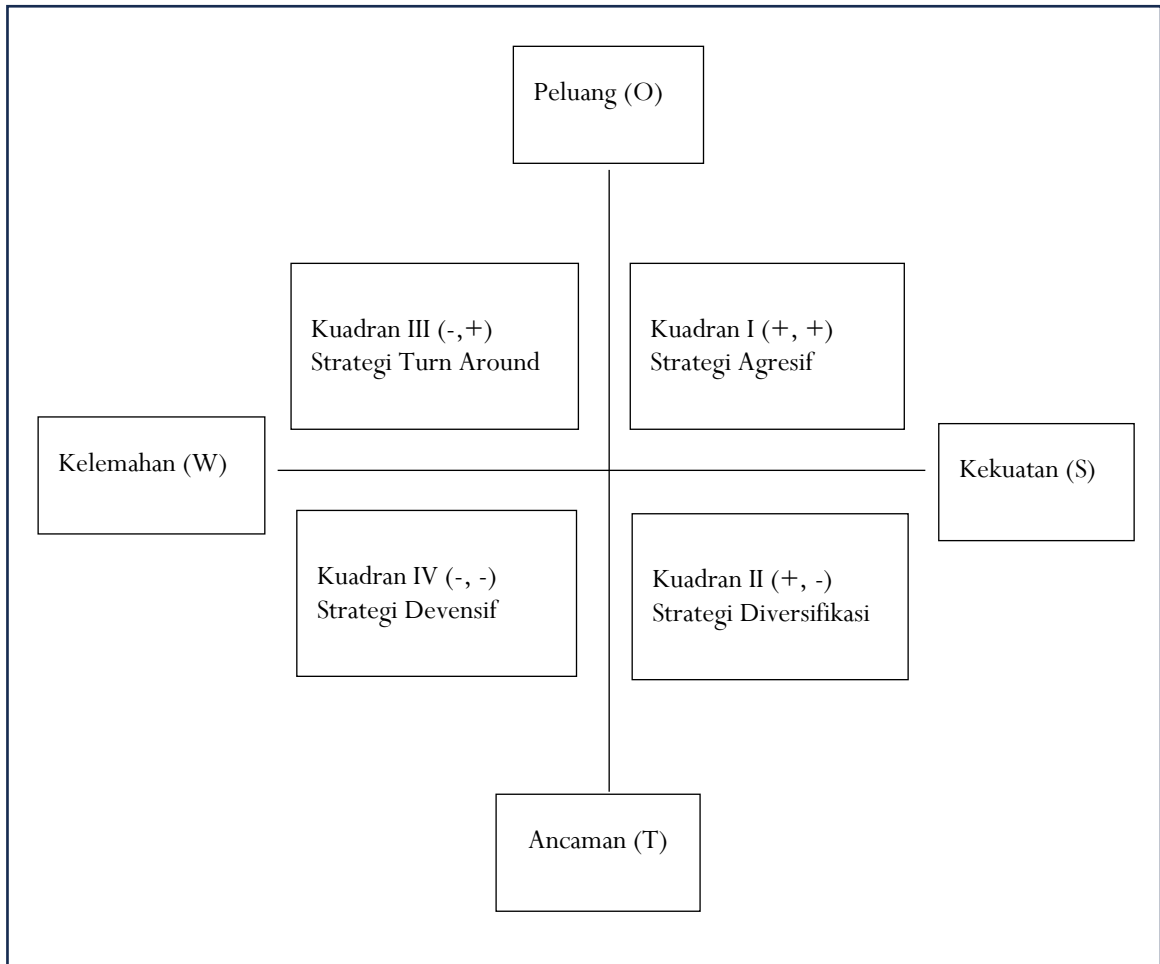 Peluang (O)
Kuadran III (-,+)
Strategi Turn Around
Kuadran I (+, +)
Strategi Agresif
Kelemahan (W)
Kekuatan (S)
Kuadran IV (-, -)
Strategi Devensif
Kuadran II (+, -)
Strategi Diversifikasi
Ancaman (T)